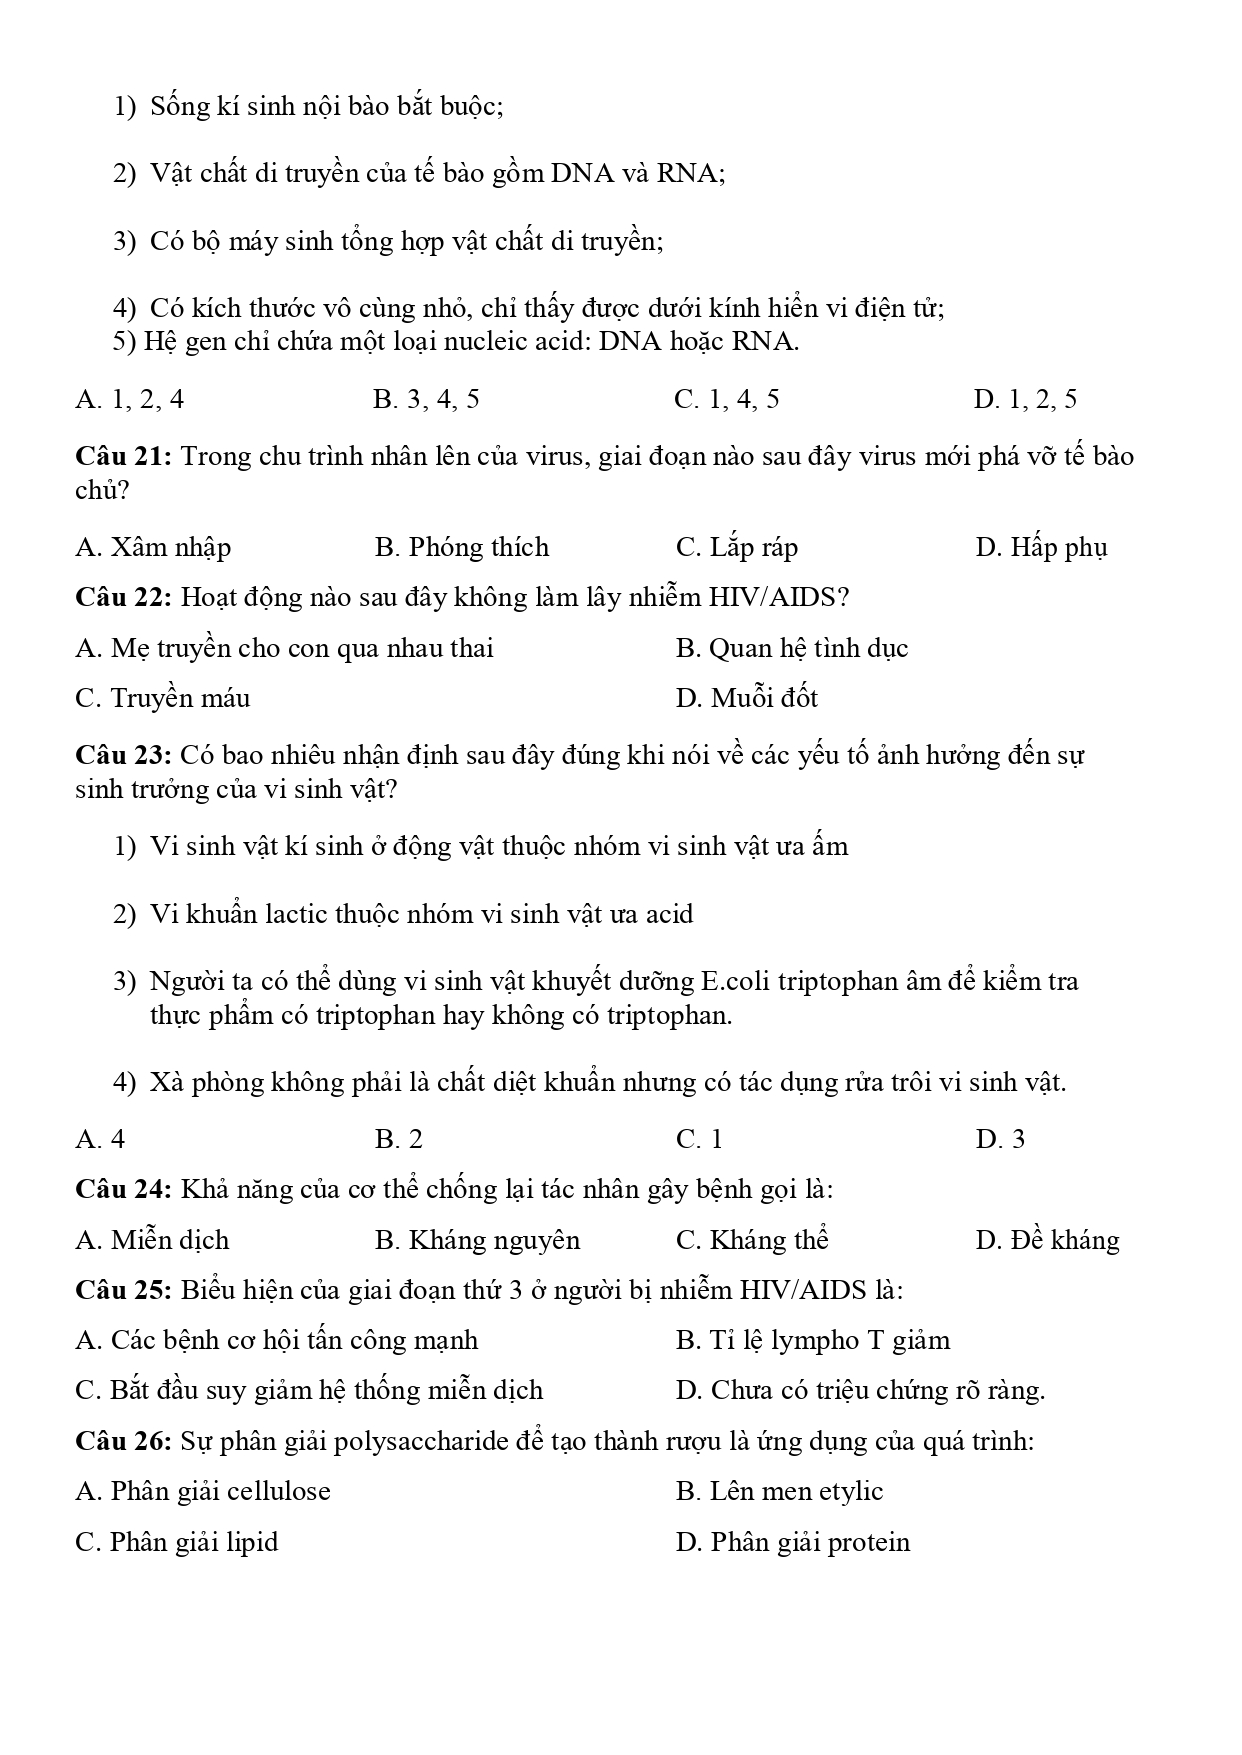 1) Sống kí sinh nội bào bắt buộc;
2) Vật chất di truyền của tế bào gồm DNA và RNA;
3) Có bộ máy sinh tổng hợp vật chất di truyền;
4) Có kích thước vô cùng nhỏ, chỉ thấy được dưới kính hiển vi điện tử;
5) Hệ gen chỉ chứa một loại nucleic acid: DNA hoặc RNA.
A. 1, 2, 4 B. 3, 4, 5 C. 1, 4, 5 D. 1, 2, 5
Câu 21: Trong chu trình nhân lên của virus, giai đoạn nào sau đây virus mới phá vỡ tế bào
chủ?
A. Xâm nhập B. Phóng thích C. Lắp ráp D. Hấp phụ
Câu 22: Hoạt động nào sau đây không làm lây nhiễm HIV/AIDS?
A. Mẹ truyền cho con qua nhau thai B. Quan hệ tình dục
C. Truyền máu D. Muỗi đốt
Câu 23: Có bao nhiêu nhận định sau đây đúng khi nói về các yếu tố ảnh hưởng đến sự
sinh trưởng của vi sinh vật?
1) Vi sinh vật kí sinh ở động vật thuộc nhóm vi sinh vật ưa ấm
2) Vi khuẩn lactic thuộc nhóm vi sinh vật ưa acid
3) Người ta có thể dùng vi sinh vật khuyết dưỡng E.coli triptophan âm để kiểm tra
thực phẩm có triptophan hay không có triptophan.
4) Xà phòng không phải là chất diệt khuẩn nhưng có tác dụng rửa trôi vi sinh vật.
A. 4 B. 2 C. 1 D. 3
Câu 24: Khả năng của cơ thể chống lại tác nhân gây bệnh gọi là:
A. Miễn dịch B. Kháng nguyên C. Kháng thể D. Đề kháng
Câu 25: Biểu hiện của giai đoạn thứ 3 ở người bị nhiễm HIV/AIDS là:
A. Các bệnh cơ hội tấn công mạnh B. Tỉ lệ lympho T giảm
C. Bắt đầu suy giảm hệ thống miễn dịch D. Chưa có triệu chứng rõ ràng.
Câu 26: Sự phân giải polysaccharide để tạo thành rượu là ứng dụng của quá trình:
A. Phân giải cellulose B. Lên men etylic
C. Phân giải lipid D. Phân giải protein